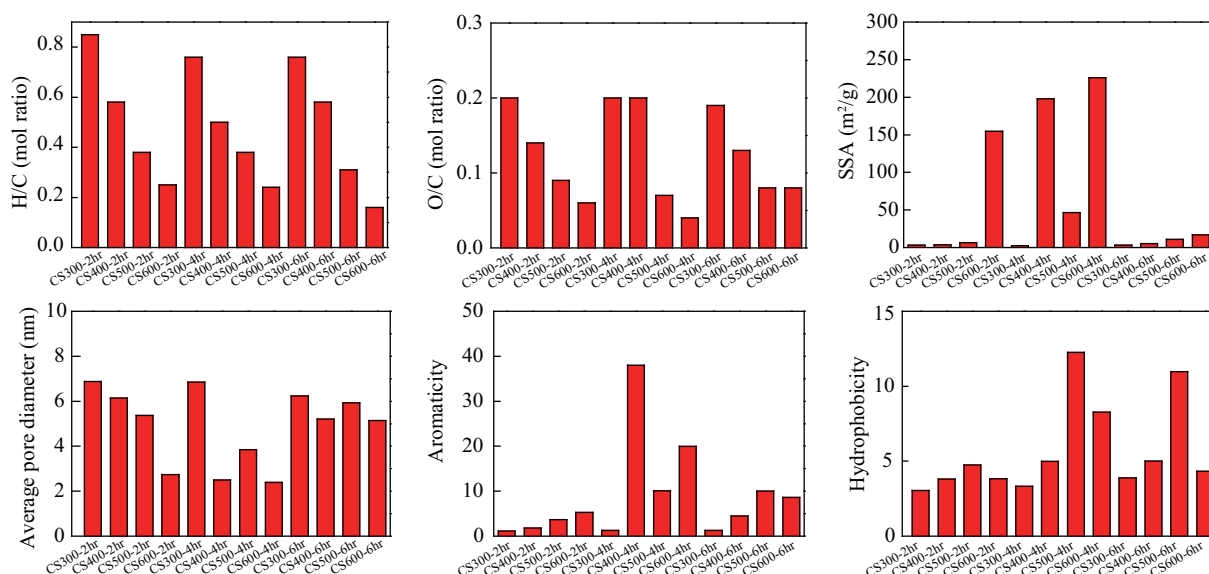 H/C (mol ratio)
0.8
0.6
0.4
0.2
0.0
CS300-2hr
CS400-2hr
CS500-2hr
CS600-2hr
CS300-4hr
CS400-4hr
CS500-4hr
CS600-4hr
CS300-6hr
CS400-6hr
CS500-6hr
CS600-6hr
O/C (mol ratio)
0.3
0.2
0.1
0.0
CS300-2hr
CS400-2hr
CS500-2hr
CS600-2hr
CS300-4hr
CS400-4hr
CS500-4hr
CS600-4hr
CS300-6hr
CS400-6hr
CS500-6hr
CS600-6hr
SSA (m²/g)
300
250
200
150
100
50
0
CS300-2hr
CS400-2hr
CS500-2hr
CS600-2hr
CS300-4hr
CS400-4hr
CS500-4hr
CS600-4hr
CS300-6hr
CS400-6hr
CS500-6hr
CS600-6hr
Average pore diameter (nm)
10
8
6
4
2
0
CS300-2hr
CS400-2hr
CS500-2hr
CS600-2hr
CS300-4hr
CS400-4hr
CS500-4hr
CS600-4hr
CS300-6hr
CS400-6hr
CS500-6hr
CS600-6hr
Aromaticity
50
40
30
20
10
0
CS300-2hr
CS400-2hr
CS500-2hr
CS600-2hr
CS300-4hr
CS400-4hr
CS500-4hr
CS600-4hr
CS300-6hr
CS400-6hr
CS500-6hr
CS600-6hr
Hydrophobicity
15
10
5
0
CS300-2hr
CS400-2hr
CS500-2hr
CS600-2hr
CS300-4hr
CS400-4hr
CS500-4hr
CS600-4hr
CS300-6hr
CS400-6hr
CS500-6hr
CS600-6hr